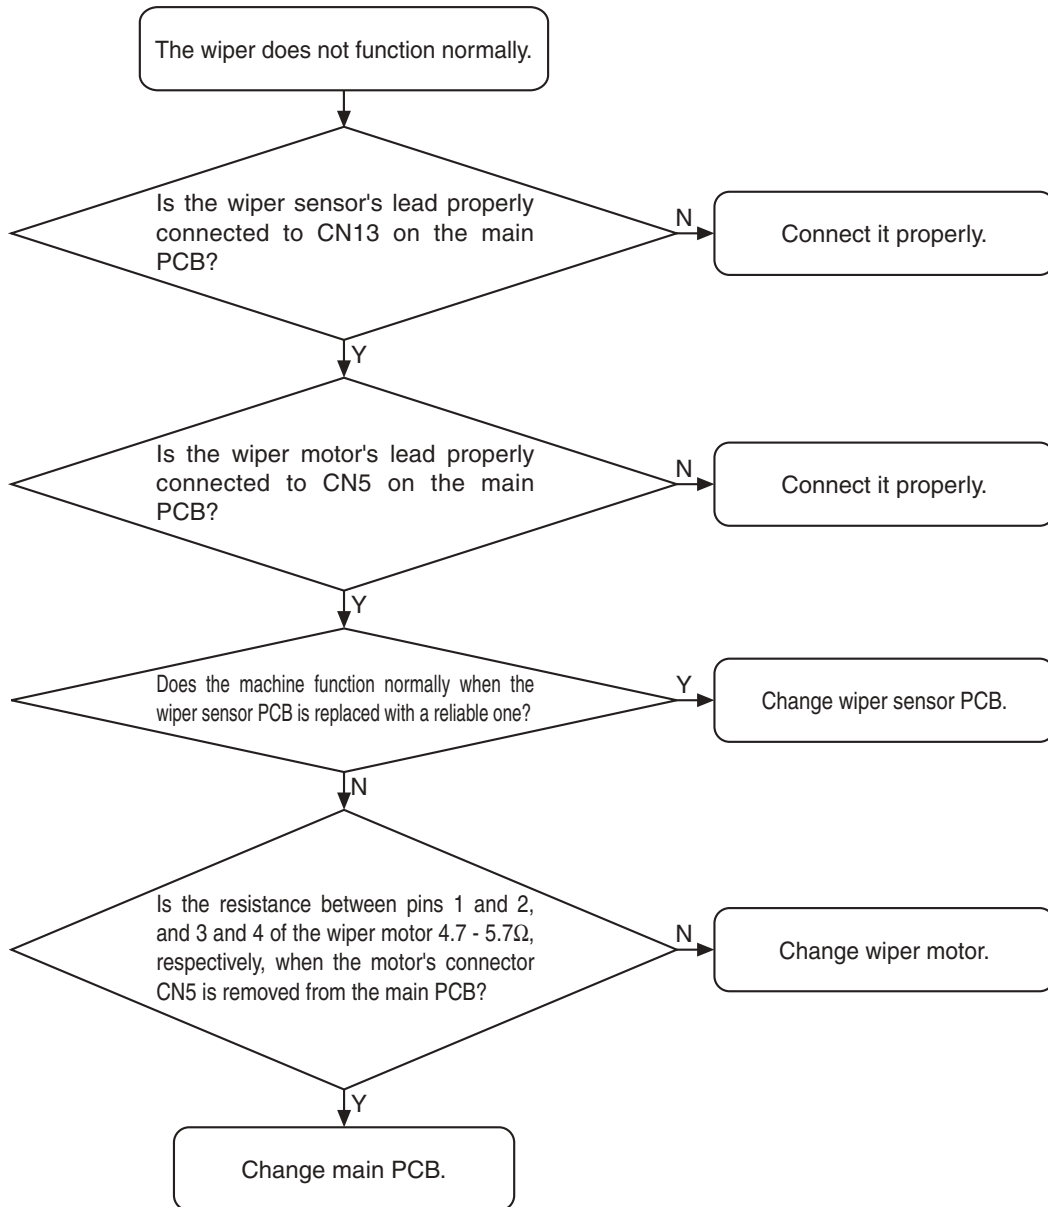 The wiper does not function normally.
Is the wiper sensor's lead properly
connected to CN13 on the main
PCB?
N
Connect it properly.
Y
Is the wiper motor's lead properly
connected to CN5 on the main
PCB?
N
Connect it properly.
Y
Does the machine function normally when the
wiper sensor PCB is replaced with a reliable one?
Y
Change wiper sensor PCB.
N
Is the resistance between pins 1 and 2,
and 3 and 4 of the wiper motor 4.7 - 5.7Ω,
respectively, when the motor's connector
CN5 is removed from the main PCB?
N
Change wiper motor.
Y
Change main PCB.